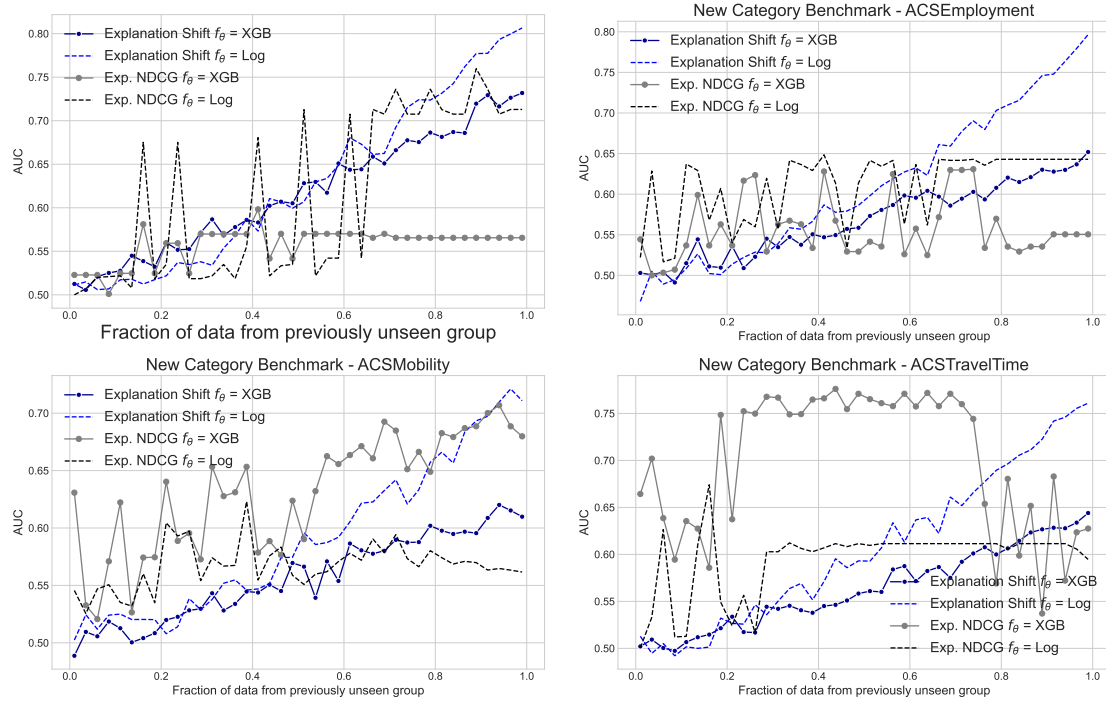 0.80
0.75
0.70
0.65
0.60
0.55
0.50
AUC
Explanation Shift fθ = XGB
Explanation Shift fθ = Log
Exp. NDCG fθ = XGB
Exp. NDCG fθ = Log
0.0 0.2 0.4 0.6 0.8 1.0
Fraction of data from previously unseen group
New Category Benchmark - ACSEmployment
0.80
0.75
0.70
0.65
0.60
0.55
0.50
AUC
Explanation Shift fθ = XGB
Explanation Shift fθ = Log
Exp. NDCG fθ = XGB
Exp. NDCG fθ = Log
0.0 0.2 0.4 0.6 0.8 1.0
Fraction of data from previously unseen group
New Category Benchmark - ACSMobility
0.70
0.65
0.60
0.55
0.50
AUC
Explanation Shift fθ = XGB
Explanation Shift fθ = Log
Exp. NDCG fθ = XGB
Exp. NDCG fθ = Log
0.0 0.2 0.4 0.6 0.8 1.0
Fraction of data from previously unseen group
New Category Benchmark - ACSTravelTime
0.75
0.70
0.65
0.60
0.55
0.50
AUC
Explanation Shift fθ = XGB
Explanation Shift fθ = Log
Exp. NDCG fθ = XGB
Exp. NDCG fθ = Log
0.0 0.2 0.4 0.6 0.8 1.0
Fraction of data from previously unseen group